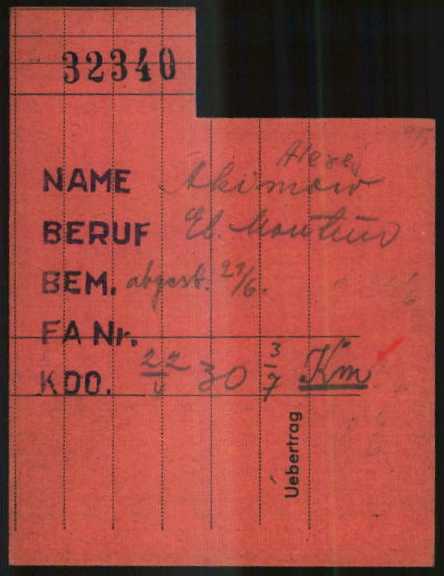 32340
Alexej
NAME Akimow
BERUF El. Monteur
BEM. abgest. 29/6.
FA Nr.
KDO. 22/5 30 3/7 Km
Uebertrag